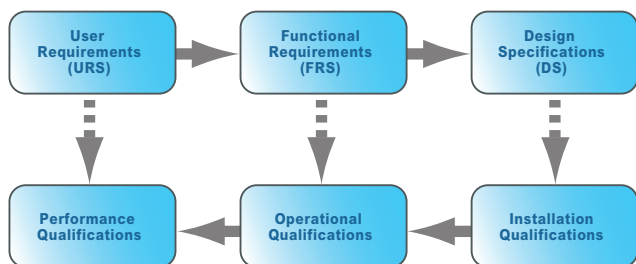 User
Requirements
(URS)
Functional
Requirements
(FRS)
Design
Specifications
(DS)
Performance
Qualifications
Operational
Qualifications
Installation
Qualifications